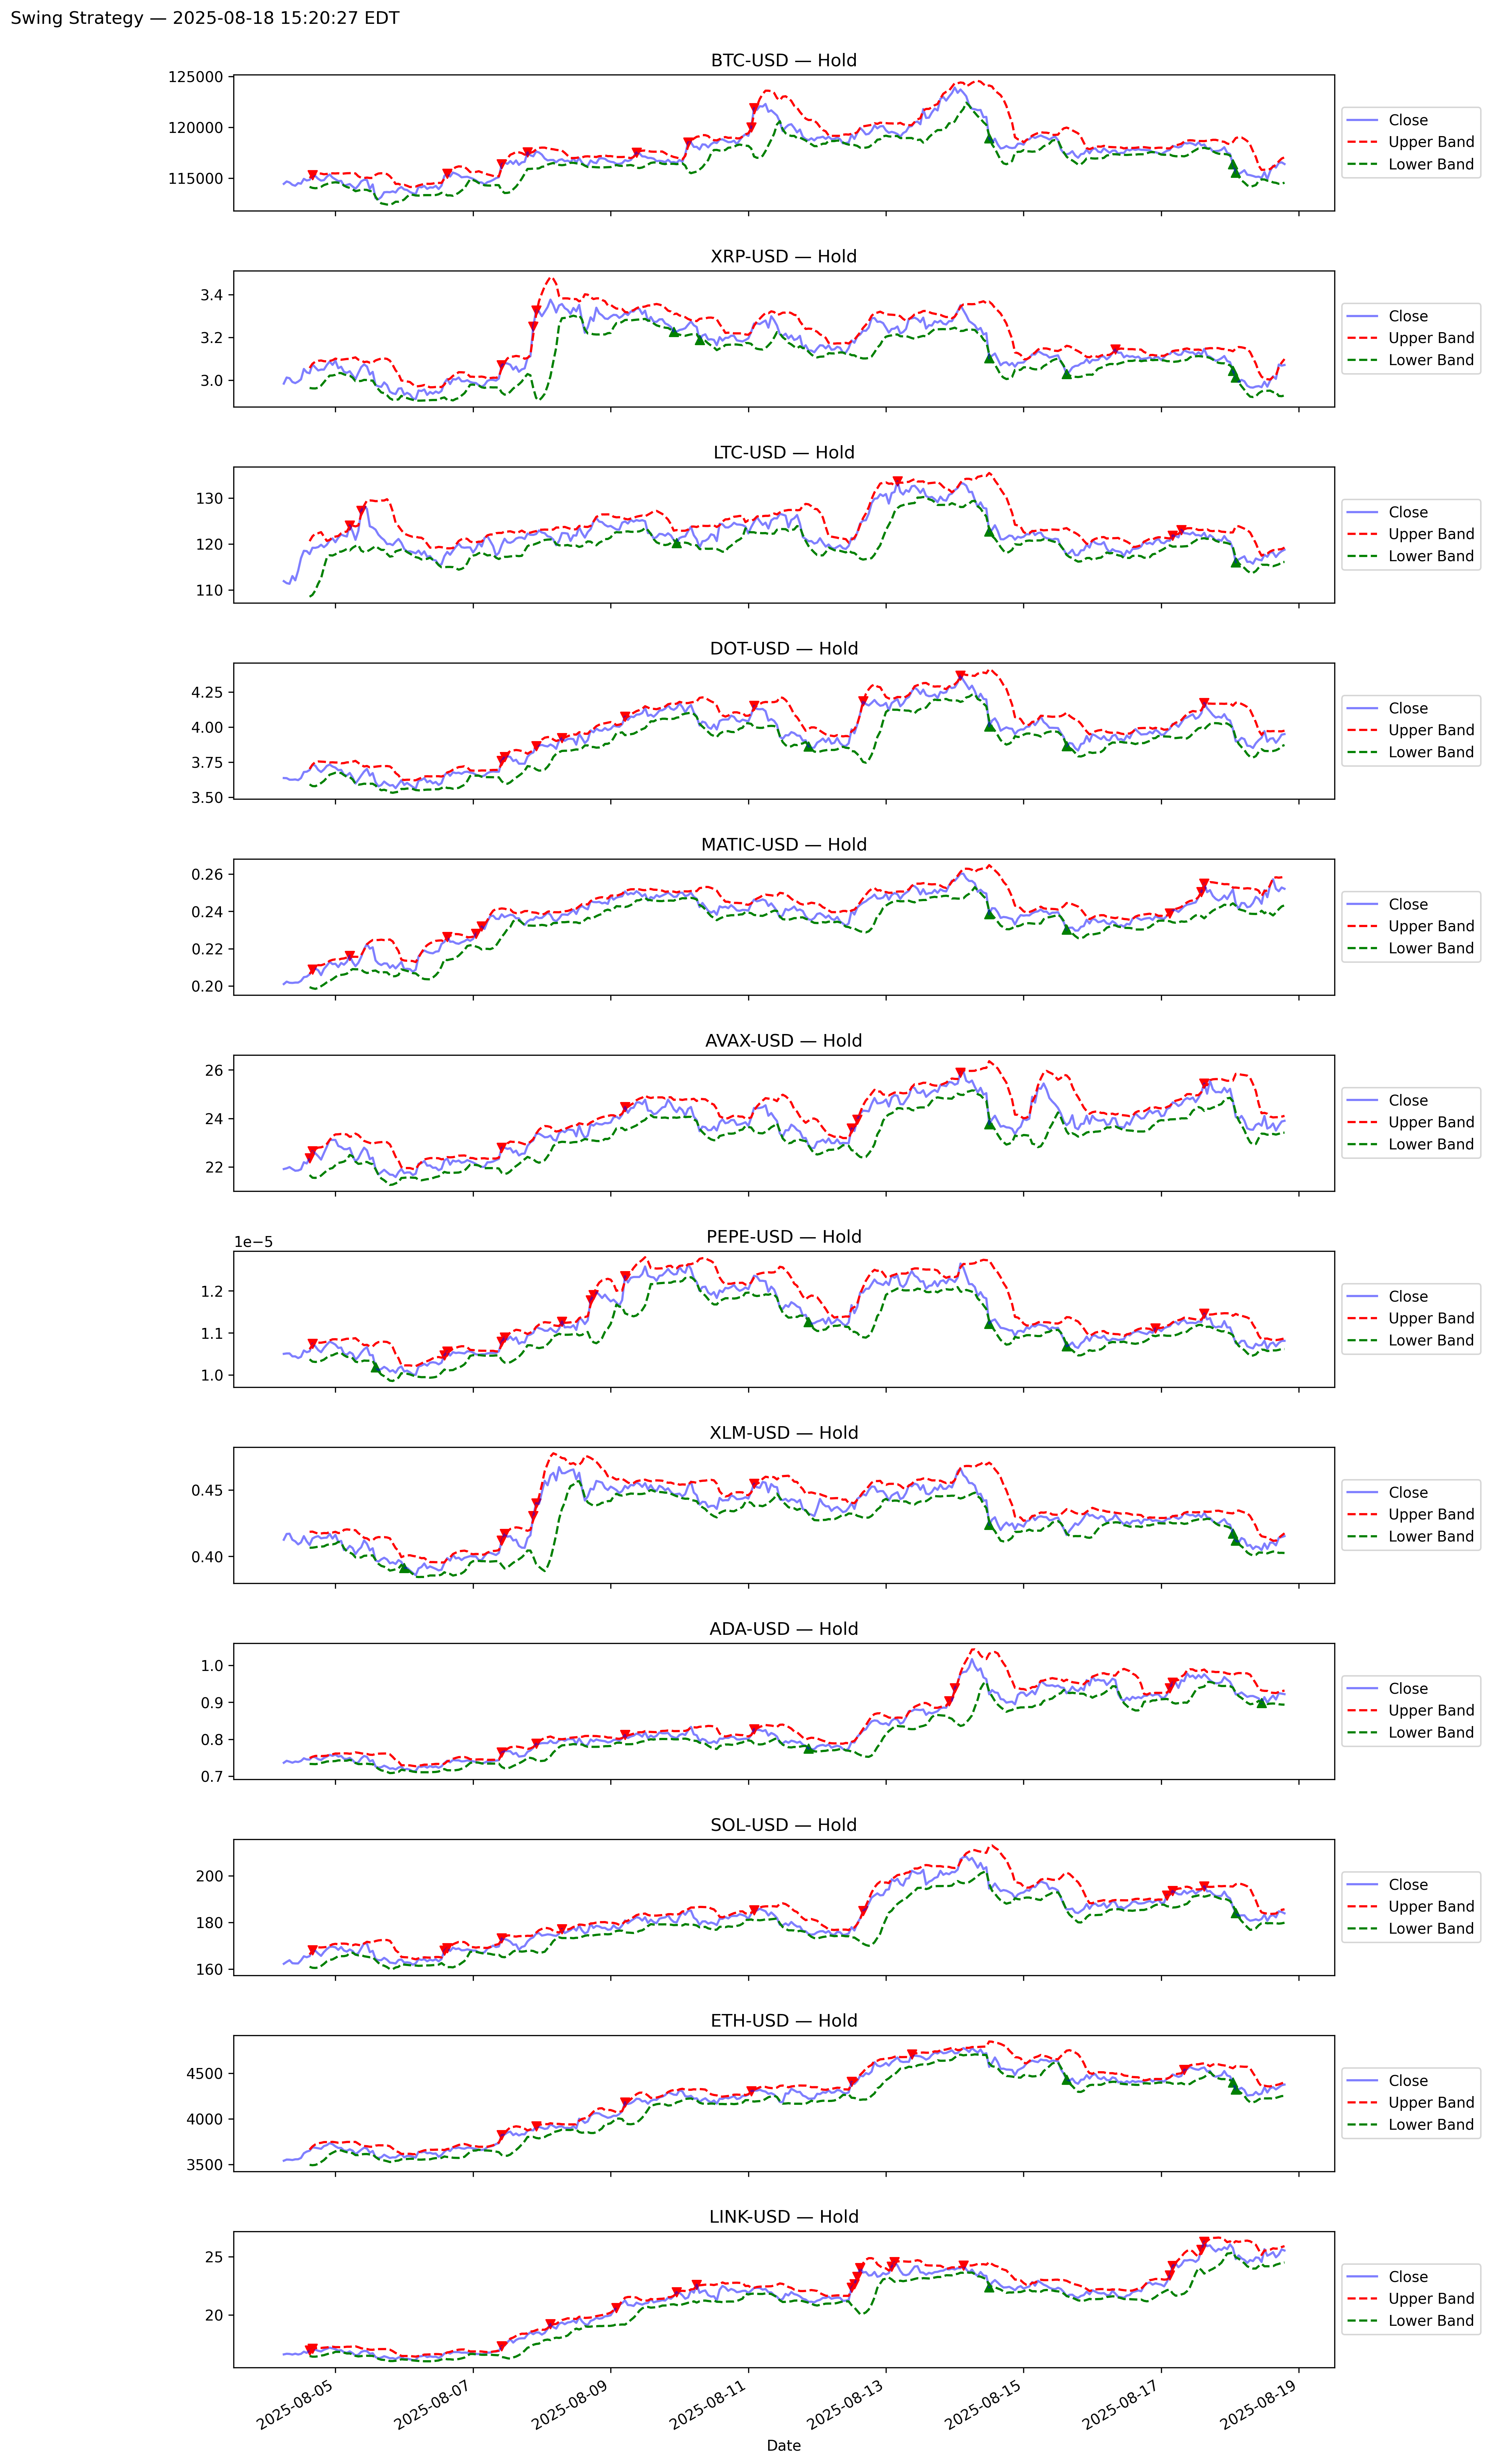 Swing Strategy — 2025-08-18 15:20:27 EDT
BTC-USD — Hold
125000
120000
115000
Close
Upper Band
Lower Band
XRP-USD — Hold
3.4
3.2
3.0
Close
Upper Band
Lower Band
LTC-USD — Hold
130
120
110
Close
Upper Band
Lower Band
DOT-USD — Hold
4.25
4.00
3.75
3.50
Close
Upper Band
Lower Band
MATIC-USD — Hold
0.26
0.24
0.22
0.20
Close
Upper Band
Lower Band
AVAX-USD — Hold
26
24
22
Close
Upper Band
Lower Band
PEPE-USD — Hold
1e−5
1.2
1.1
1.0
Close
Upper Band
Lower Band
XLM-USD — Hold
0.45
0.40
Close
Upper Band
Lower Band
ADA-USD — Hold
1.0
0.9
0.8
0.7
Close
Upper Band
Lower Band
SOL-USD — Hold
200
180
160
Close
Upper Band
Lower Band
ETH-USD — Hold
4500
4000
3500
Close
Upper Band
Lower Band
LINK-USD — Hold
25
20
Close
Upper Band
Lower Band
2025-08-05
2025-08-07
2025-08-09
2025-08-11
2025-08-13
2025-08-15
2025-08-17
2025-08-19
Date